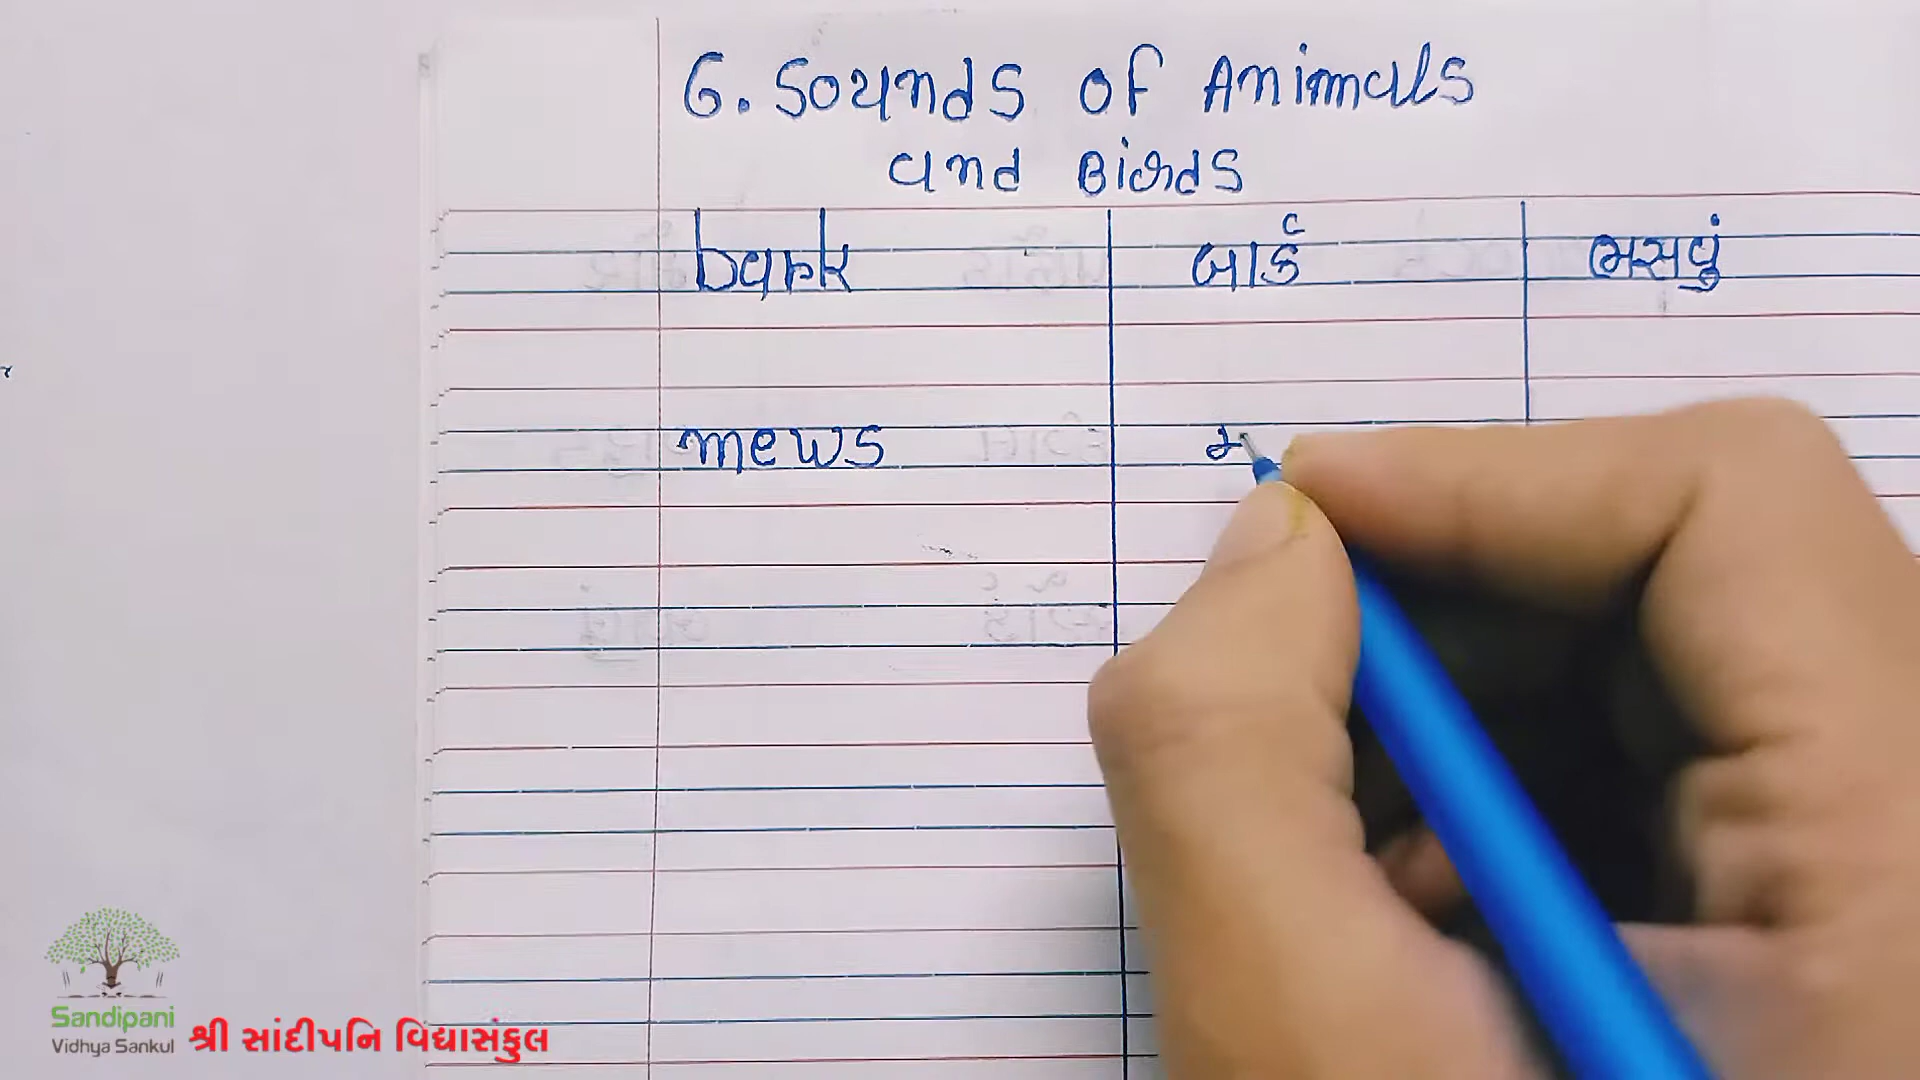 6. Sounds of Animals
and Birds
bark બાર્ક ભસવું
mews
Sandipani
Vidhya Sankul
શ્રી સાંદીપનિ વિદ્યાસંકુલ